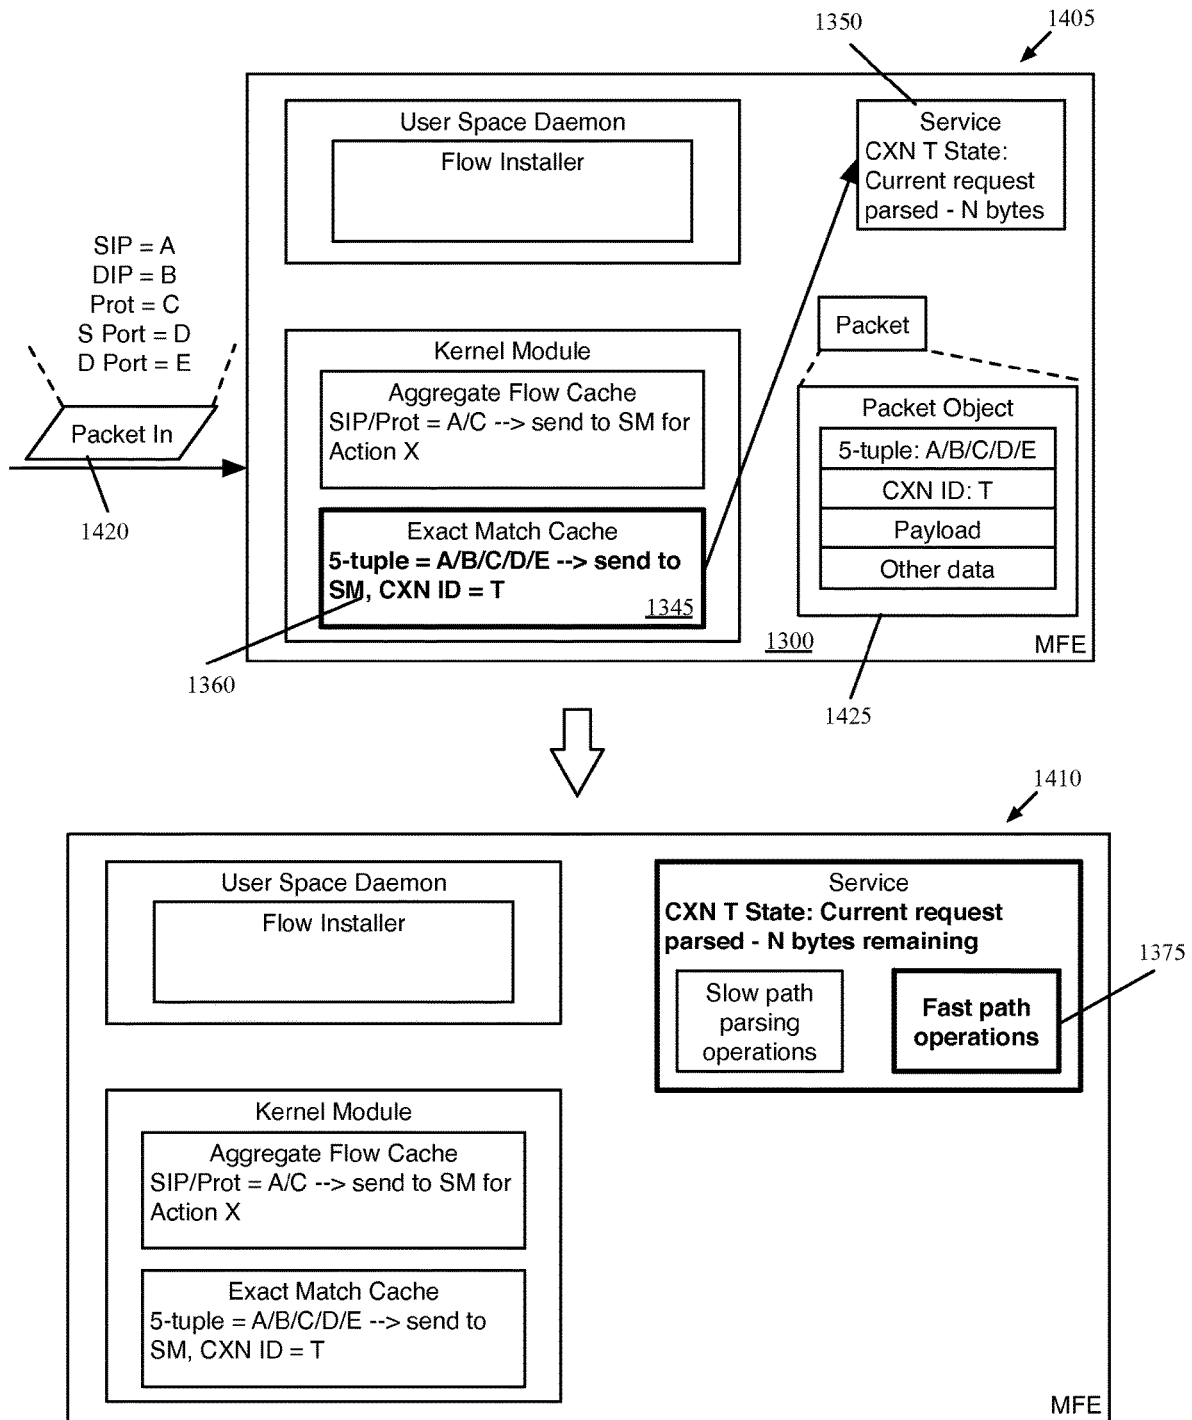 1350
1405
User Space Daemon
Flow Installer
Service
CXN T State:
Current request
parsed - N bytes
SIP = A
DIP = B
Prot = C
S Port = D
D Port = E
Packet In
1420
Packet
Kernel Module
Aggregate Flow Cache
SIP/Prot = A/C --> send to SM for
Action X
Exact Match Cache
5-tuple = A/B/C/D/E --> send to
SM, CXN ID = T
1345
1360
Packet Object
5-tuple: A/B/C/D/E
CXN ID: T
Payload
Other data
1300
MFE
1425
1410
User Space Daemon
Flow Installer
Service
CXN T State: Current request
parsed - N bytes remaining
Slow path
parsing
operations
Fast path
operations
1375
Kernel Module
Aggregate Flow Cache
SIP/Prot = A/C --> send to SM for
Action X
Exact Match Cache
5-tuple = A/B/C/D/E --> send to
SM, CXN ID = T
MFE